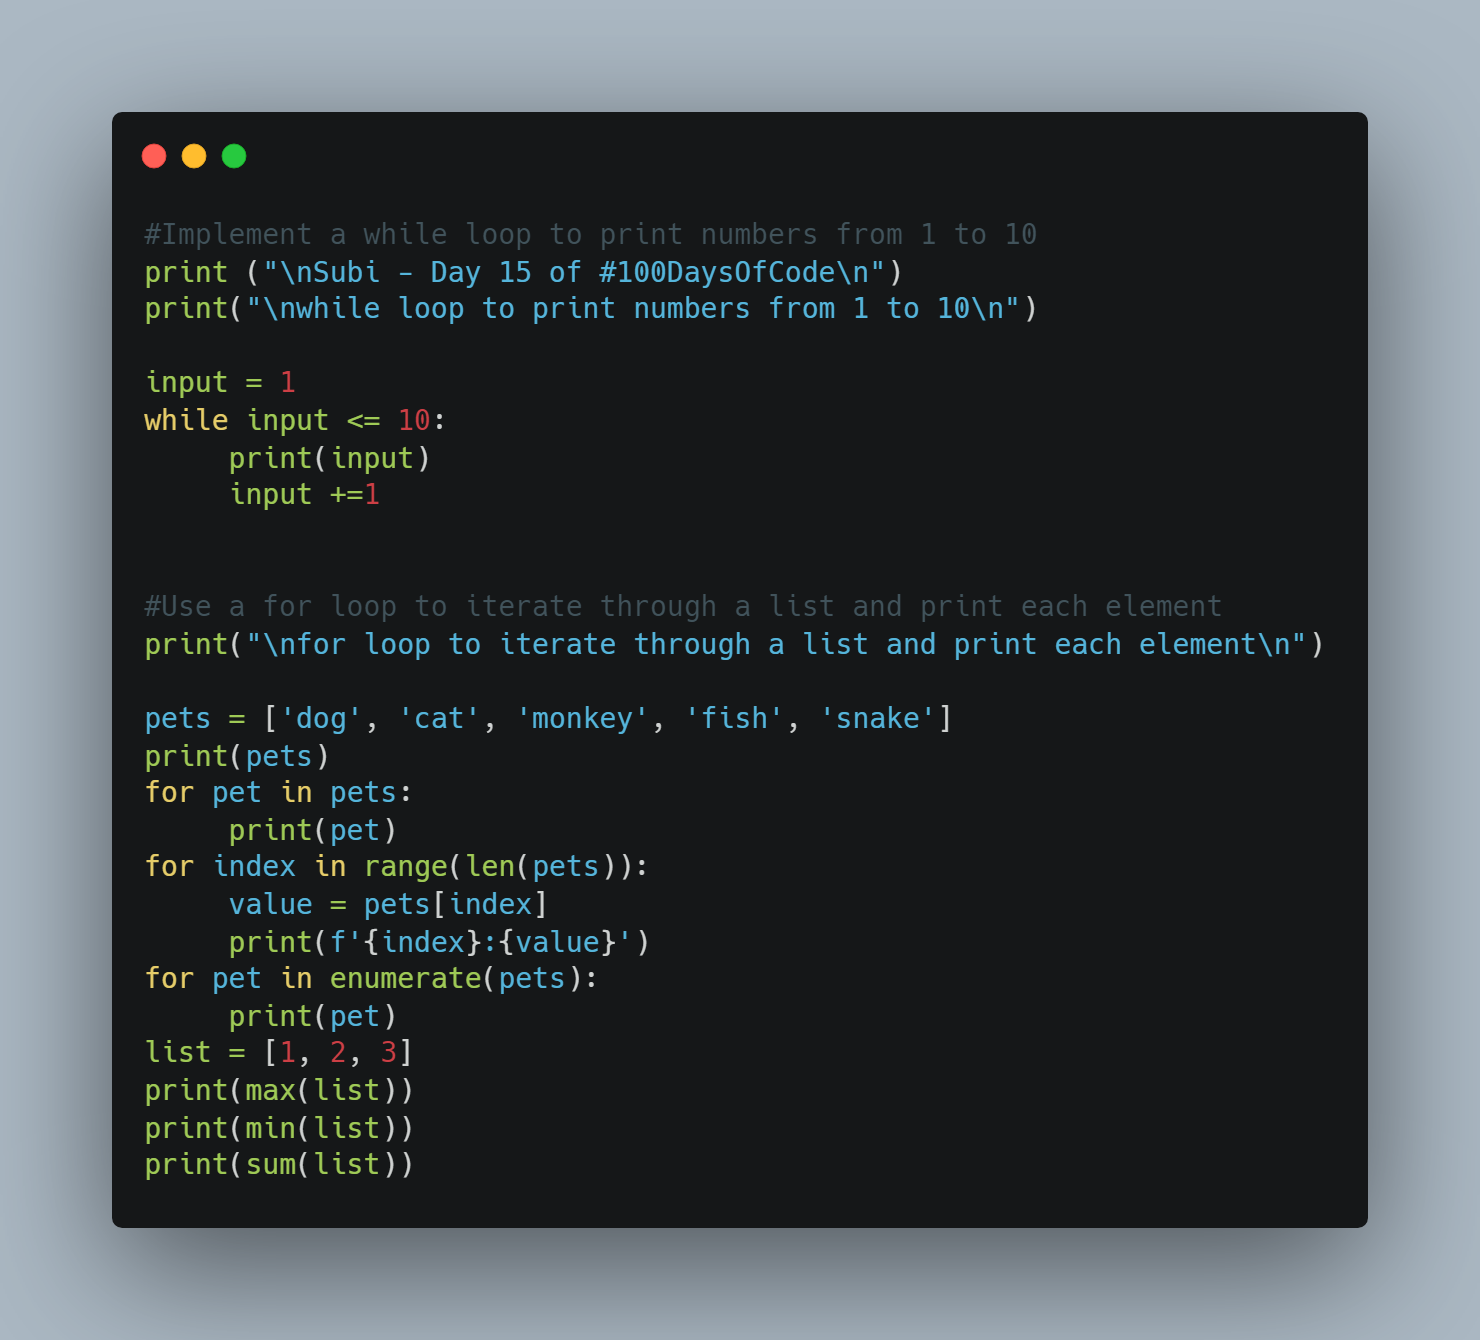 #Implement a while loop to print numbers from 1 to 10
print ("\nSubi - Day 15 of #100DaysOfCode\n")
print("\nwhile loop to print numbers from 1 to 10\n")

input = 1
while input <= 10:
     print(input)
     input +=1

#Use a for loop to iterate through a list and print each element
print("\nfor loop to iterate through a list and print each element\n")

pets = ['dog', 'cat', 'monkey', 'fish', 'snake']
print(pets)
for pet in pets:
     print(pet)
for index in range(len(pets)):
     value = pets[index]
     print(f'{index}:{value}')
for pet in enumerate(pets):
     print(pet)
list = [1, 2, 3]
print(max(list))
print(min(list))
print(sum(list))